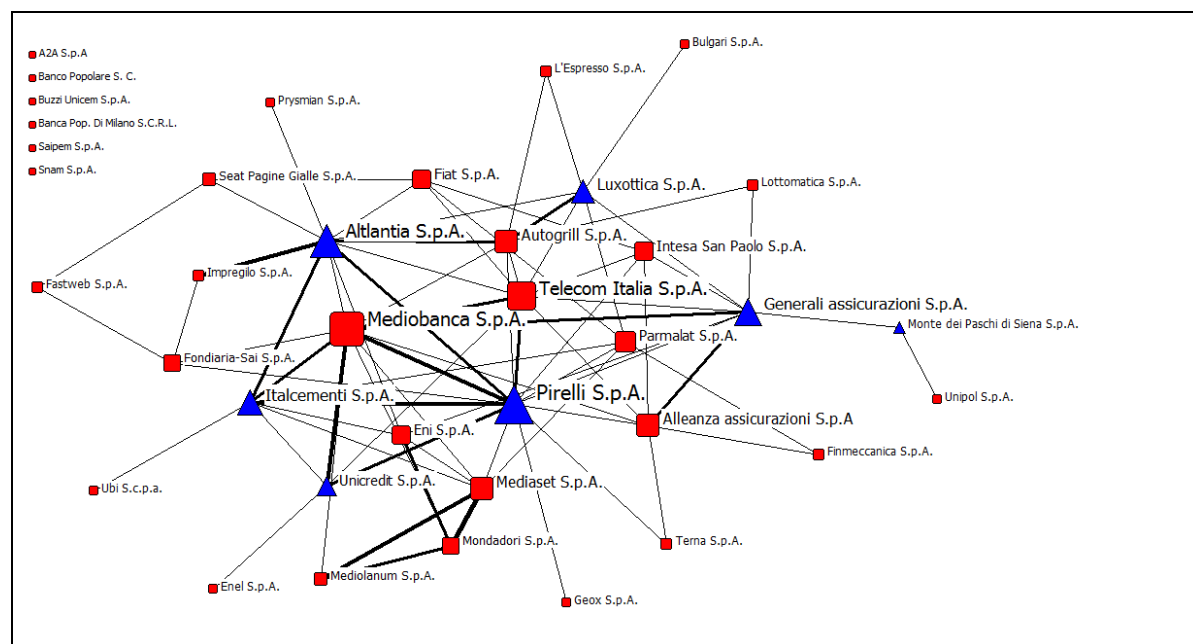 Bulgari S.p.A.
A2A S.p.A
L'Espresso S.p.A.
Banco Popolare S. C.
Buzzi Unicem S.p.A.
Prysmian S.p.A.
Banca Pop. Di Milano S.C.R.L.
Saipem S.p.A.
Snam S.p.A.
Seat Pagine Gialle S.p.A.
Fiat S.p.A.
Luxottica S.p.A.
Lottomatica S.p.A.
Altlantia S.p.A.
Autogrill S.p.A.
Intesa San Paolo S.p.A.
Impregilo S.p.A.
Fastweb S.p.A.
Telecom Italia S.p.A.
Generali assicurazioni S.p.A.
Mediobanca S.p.A.
Monte dei Paschi di Siena S.p.A.
Parmalat S.p.A.
Fondiaria-Sai S.p.A.
Italcementi S.p.A.
Pirelli S.p.A.
Unipol S.p.A.
Alleanza assicurazioni S.p.A
Eni S.p.A.
Finmeccanica S.p.A.
Unicredit S.p.A.
Mediaset S.p.A.
Ubi S.c.p.a.
Mondadori S.p.A.
Terna S.p.A.
Mediolanum S.p.A.
Enel S.p.A.
Geox S.p.A.